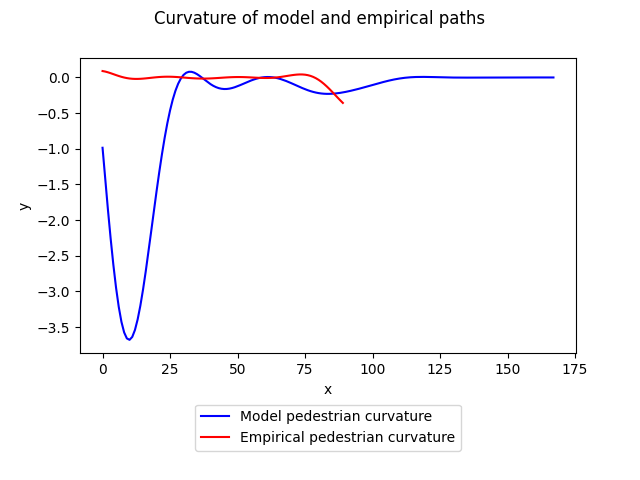 Curvature of model and empirical paths
0.0
−0.5
−1.0
−1.5
−2.0
−2.5
−3.0
−3.5
y
0 25 50 75 100 125 150 175
x
Model pedestrian curvature
Empirical pedestrian curvature